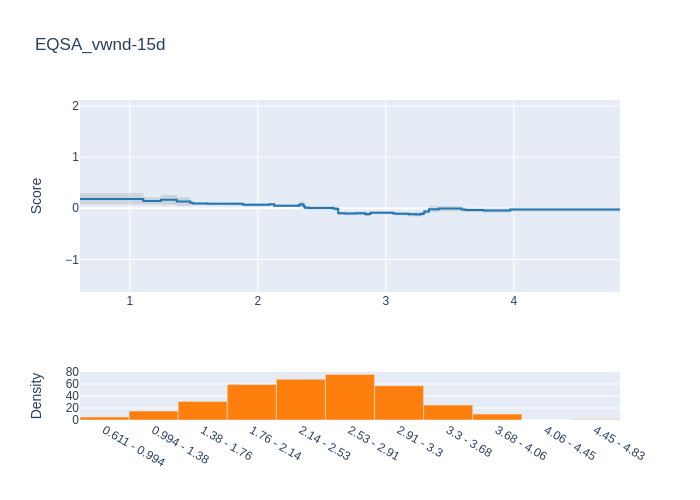 EQSA_vwnd-15d
2
1
0
−1
Score
1
2
3
4
80
60
40
20
0
Density
0.611 - 0.994
0.994 - 1.38
1.38 - 1.76
1.76 - 2.14
2.14 - 2.53
2.53 - 2.91
2.91 - 3.3
3.3 - 3.68
3.68 - 4.06
4.06 - 4.45
4.45 - 4.83